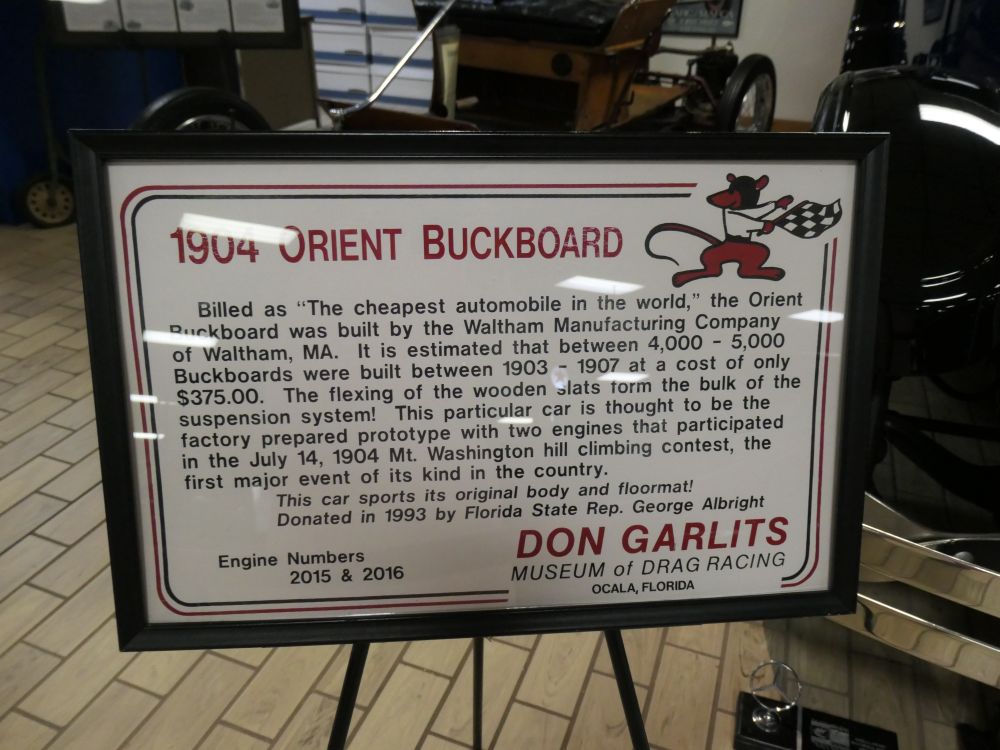 1904 ORIENT BUCKBOARD
Billed as "The cheapest automobile in the world," the Orient
Buckboard was built by the Waltham Manufacturing Company
of Waltham, MA. It is estimated that between 4,000 - 5,000
Buckboards were built between 1903 - 1907 at a cost of only
$375.00. The flexing of the wooden slats form the bulk of the
suspension system! This particular car is thought to be the
factory prepared prototype with two engines that participated
in the July 14, 1904 Mt. Washington hill climbing contest, the
first major event of its kind in the country.
This car sports its original body and floormat!
Donated in 1993 by Florida State Rep. George Albright
Engine Numbers
2015 & 2016
DON GARLITS
MUSEUM of DRAG RACING
OCALA, FLORIDA